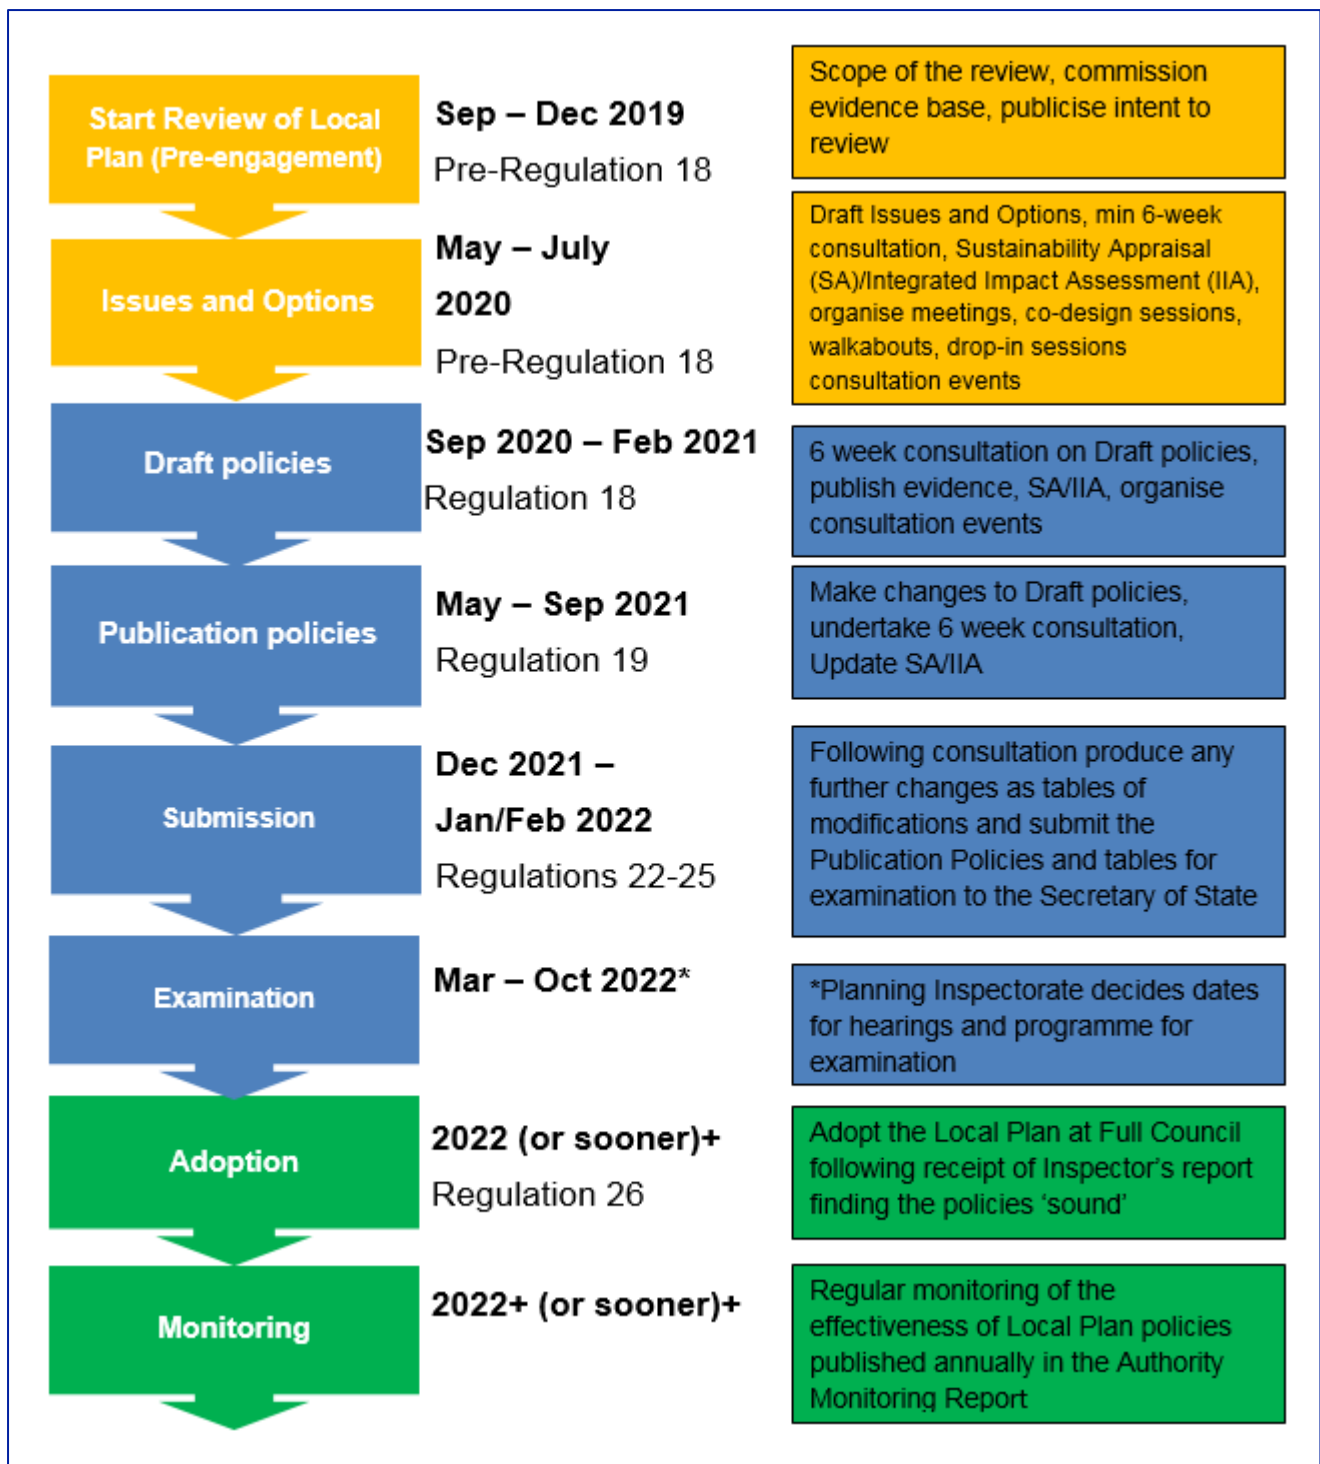 Start Review of Local
Plan (Pre-engagement)
Sep – Dec 2019
Pre-Regulation 18
Scope of the review, commission
evidence base, publicise intent to
review
Issues and Options
May – July
2020
Pre-Regulation 18
Draft Issues and Options, min 6-week
consultation, Sustainability Appraisal
(SA)/Integrated Impact Assessment (IIA),
organise meetings, co-design sessions,
walkabouts, drop-in sessions
consultation events
Draft policies
Sep 2020 – Feb 2021
Regulation 18
6 week consultation on Draft policies,
publish evidence, SA/IIA, organise
consultation events
Publication policies
May – Sep 2021
Regulation 19
Make changes to Draft policies,
undertake 6 week consultation,
Update SA/IIA
Submission
Dec 2021 –
Jan/Feb 2022
Regulations 22-25
Following consultation produce any
further changes as tables of
modifications and submit the
Publication Policies and tables for
examination to the Secretary of State
Examination
Mar – Oct 2022*
*Planning Inspectorate decides dates
for hearings and programme for
examination
Adoption
2022 (or sooner)+
Regulation 26
Adopt the Local Plan at Full Council
following receipt of Inspector’s report
finding the policies ‘sound’
Monitoring
2022+ (or sooner)+
Regular monitoring of the
effectiveness of Local Plan policies
published annually in the Authority
Monitoring Report